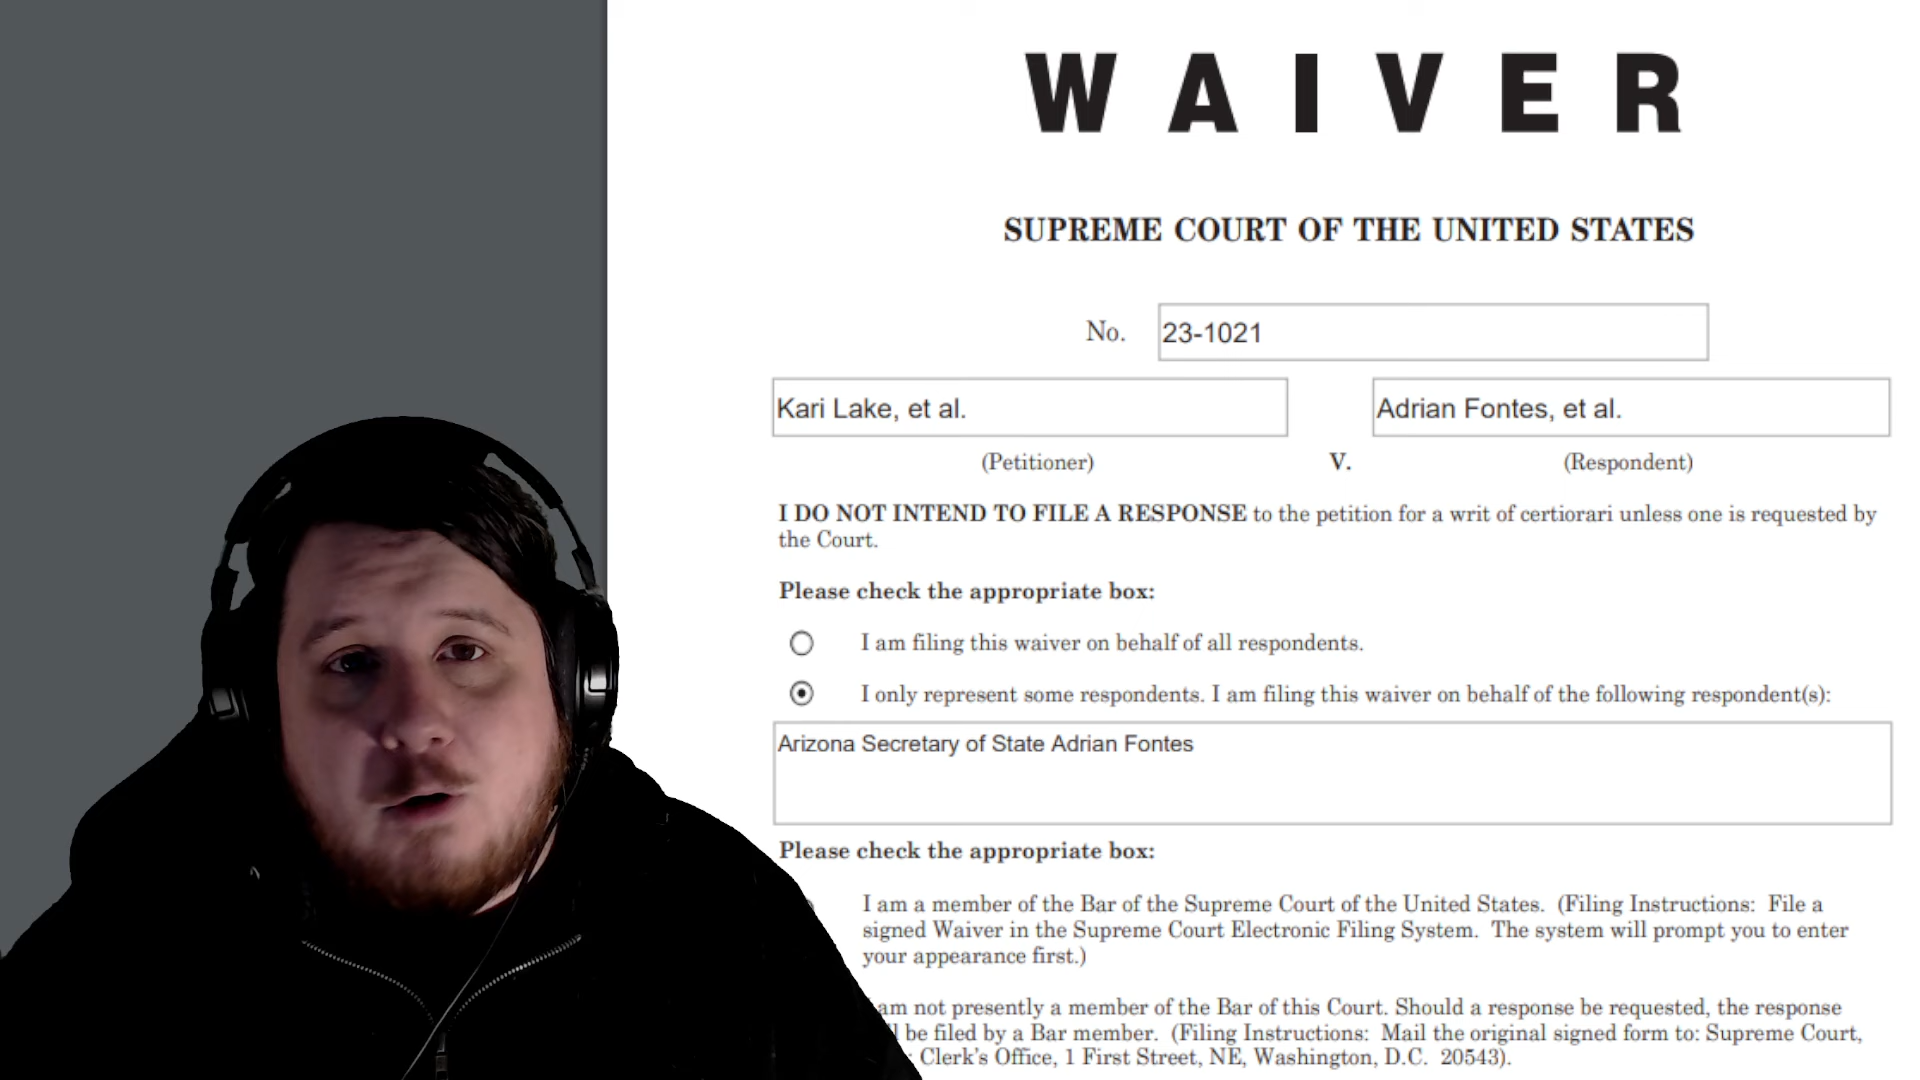 WAIVER
SUPREME COURT OF THE UNITED STATES
No. 23-1021
Kari Lake, et al. Adrian Fontes, et al.
(Petitioner) V. (Respondent)
I DO NOT INTEND TO FILE A RESPONSE to the petition for a writ of certiorari unless one is requested by
the Court.
Please check the appropriate box:
I am filing this waiver on behalf of all respondents.
I only represent some respondents. I am filing this waiver on behalf of the following respondent(s):
Arizona Secretary of State Adrian Fontes
Please check the appropriate box:
I am a member of the Bar of the Supreme Court of the United States. (Filing Instructions: File a
signed Waiver in the Supreme Court Electronic Filing System. The system will prompt you to enter
your appearance first.)
am not presently a member of the Bar of this Court. Should a response be requested, the response
be filed by a Bar member. (Filing Instructions: Mail the original signed form to: Supreme Court,
Clerk's Office, 1 First Street, NE, Washington, D.C. 20543).